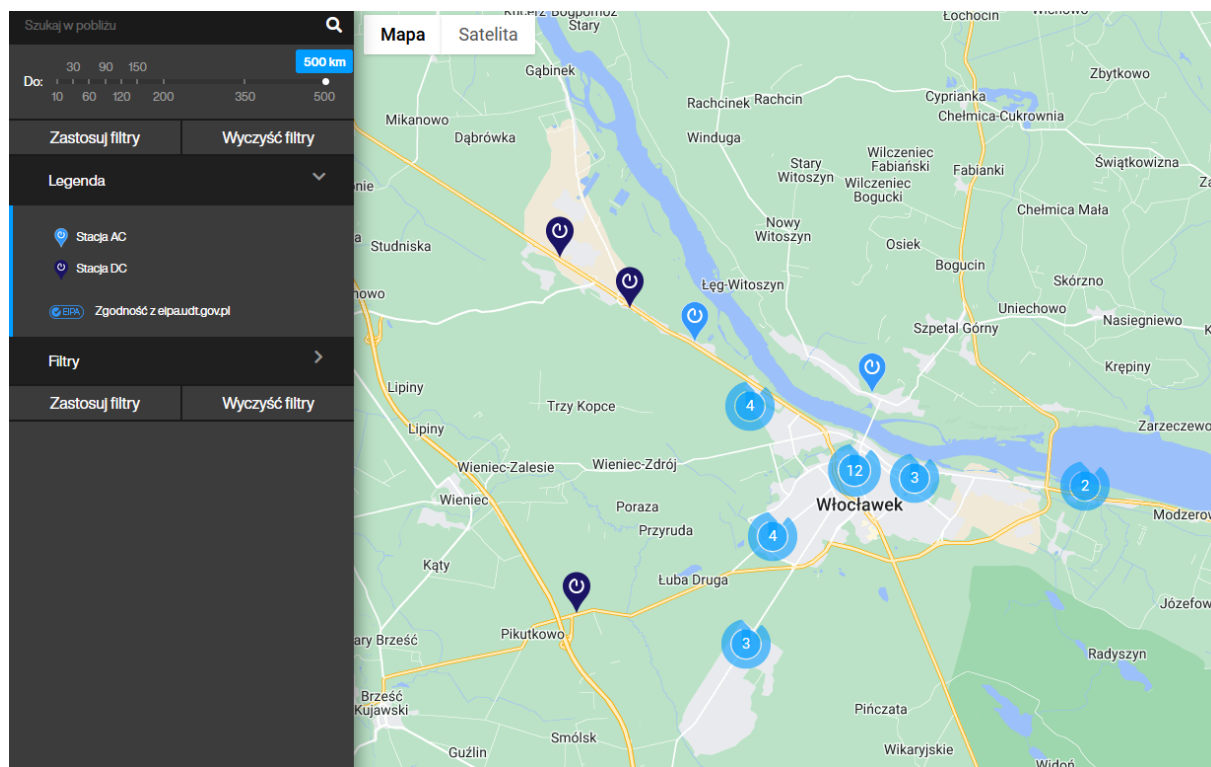 Szukaj w pobliżu
500 km
30 90 150
Do:
10 60 120 200 350 500
Zastosuj filtry
Wyczyść filtry
Legenda
Stacja AC
Stacja DC
EIPA
Zgodność z eipa.udt.gov.pl
Filtry
Zastosuj filtry
Wyczyść filtry
Mapa
Satelita
Stary
Łochocin
Gąbinek
Zbytkowo
Rachcinek
Rachcin
Cyprianka
Chełmica-Cukrownia
Mikanowo
Dąbrówka
Winduga
Wilczeniec
Fabiański
Stary
Witoszyn
Wilczeniec
Bogucki
Fabianki
Świątkowizna
Chełmica Mała
Nowy
Witoszyn
Studniska
Osiek
Bogucin
Skórzno
Łęg-Witoszyn
Uniechowo
Nasiegniewo
Szpetal Górny
Krępiny
Lipiny
Trzy Kopce
4
Lipiny
Zarzeczewo
Wieniec-Zalesie
Wieniec-Zdrój
12
3
2
Wieniec
Poraza
Włocławek
Modzerow
Przyruda
4
Kąty
Łuba Druga
Józefow
Pikutkowo
ary Brześć
3
Radyszyn
Brześć
Kujawski
Pińczata
Smólsk
Guźlin
Wikaryjskie
Widoń